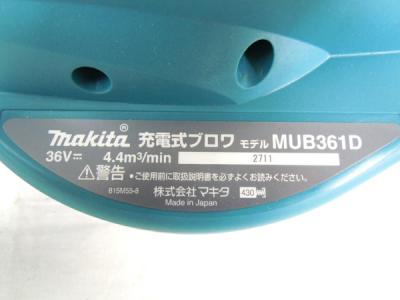 makita® 充電式ブロワ モデル MUB361D
36V⎓ 4.4m³/min 2711
⚠警告 ・ご使用前に取扱説明書を必ずよくお読みください。
815M55-8 株式会社マキタ 430
Made in Japan